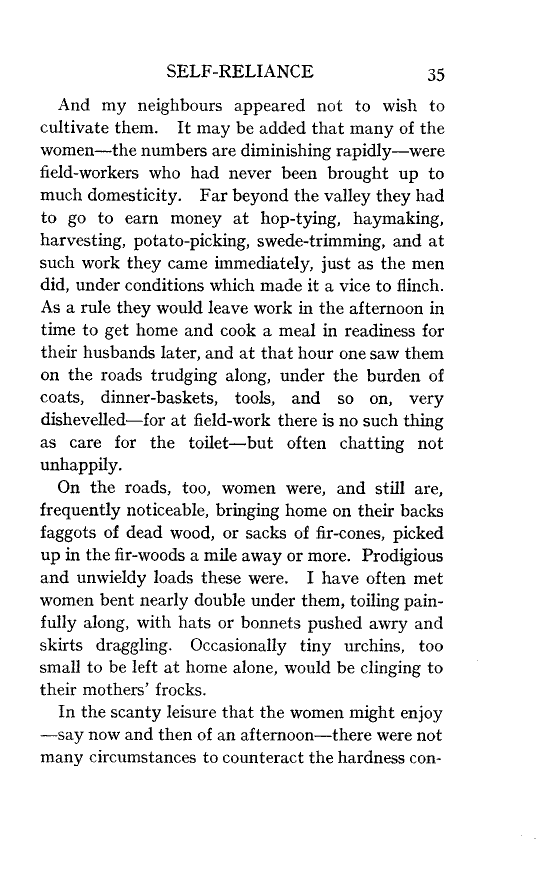 SELF-RELIANCE 35
And my neighbours appeared not to wish to
cultivate them. It may be added that many of the
women—the numbers are diminishing rapidly—were
field-workers who had never been brought up to
much domesticity. Far beyond the valley they had
to go to earn money at hop-tying, haymaking,
harvesting, potato-picking, swede-trimming, and at
such work they came immediately, just as the men
did, under conditions which made it a vice to flinch.
As a rule they would leave work in the afternoon in
time to get home and cook a meal in readiness for
their husbands later, and at that hour one saw them
on the roads trudging along, under the burden of
coats, dinner-baskets, tools, and so on, very
dishevelled—for at field-work there is no such thing
as care for the toilet—but often chatting not
unhappily.
On the roads, too, women were, and still are,
frequently noticeable, bringing home on their backs
faggots of dead wood, or sacks of fir-cones, picked
up in the fir-woods a mile away or more. Prodigious
and unwieldy loads these were. I have often met
women bent nearly double under them, toiling pain-
fully along, with hats or bonnets pushed awry and
skirts draggling. Occasionally tiny urchins, too
small to be left at home alone, would be clinging to
their mothers' frocks.
In the scanty leisure that the women might enjoy
—say now and then of an afternoon—there were not
many circumstances to counteract the hardness con-